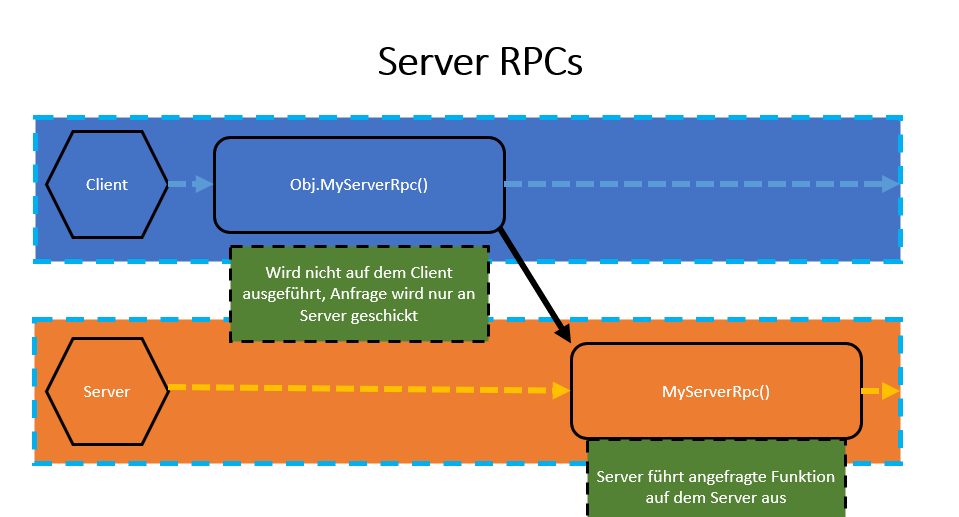 Server RPCs
Client
Obj.MyServerRpc()
Wird nicht auf dem Client
ausgeführt, Anfrage wird nur an
Server geschickt
Server
MyServerRpc()
Server führt angefragte Funktion
auf dem Server aus